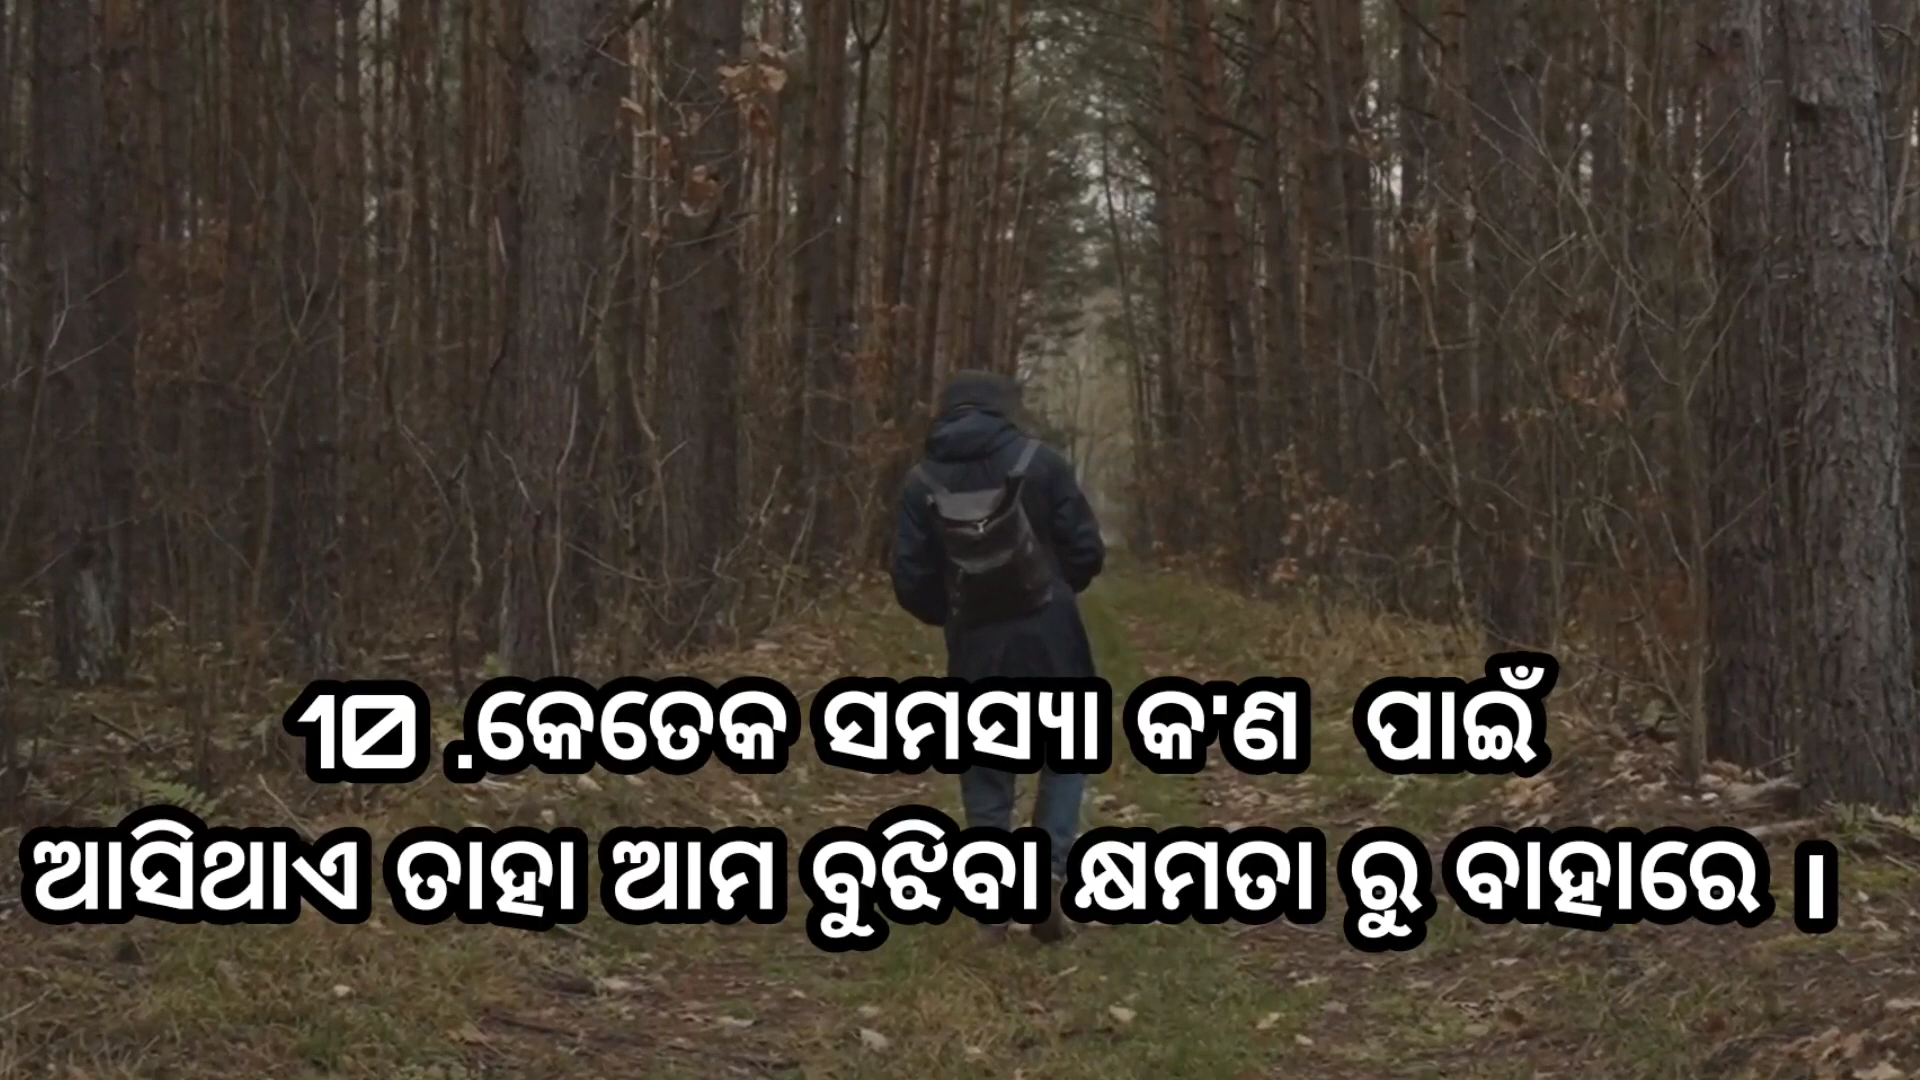 10 .କେତେକ ସମସ୍ୟା କ'ଣ ପାଇଁ
ଆସିଥାଏ ତାହା ଆମ ବୁଝିବା କ୍ଷମତା ରୁ ବାହାରେ ।